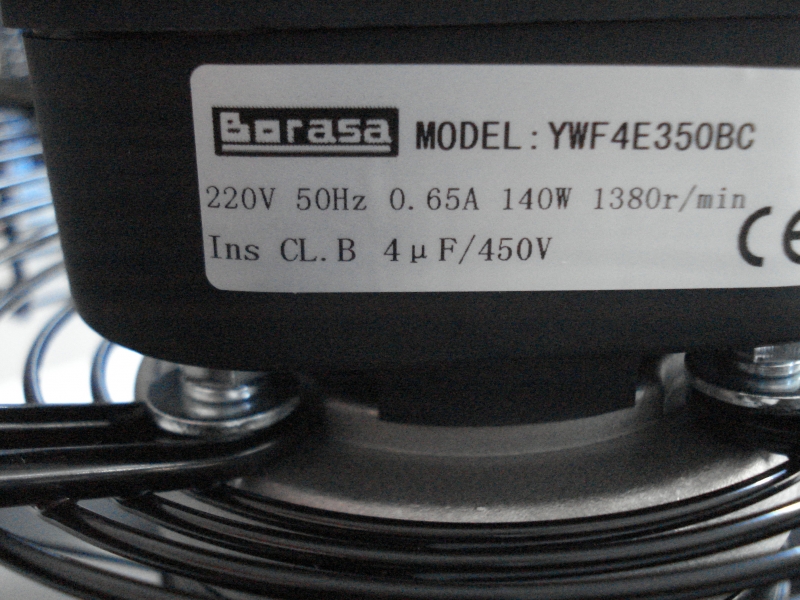 Borasa MODEL:YWF4E350BC
220V 50Hz 0.65A 140W 1380r/min
Ins CL.B 4μF/450V CE